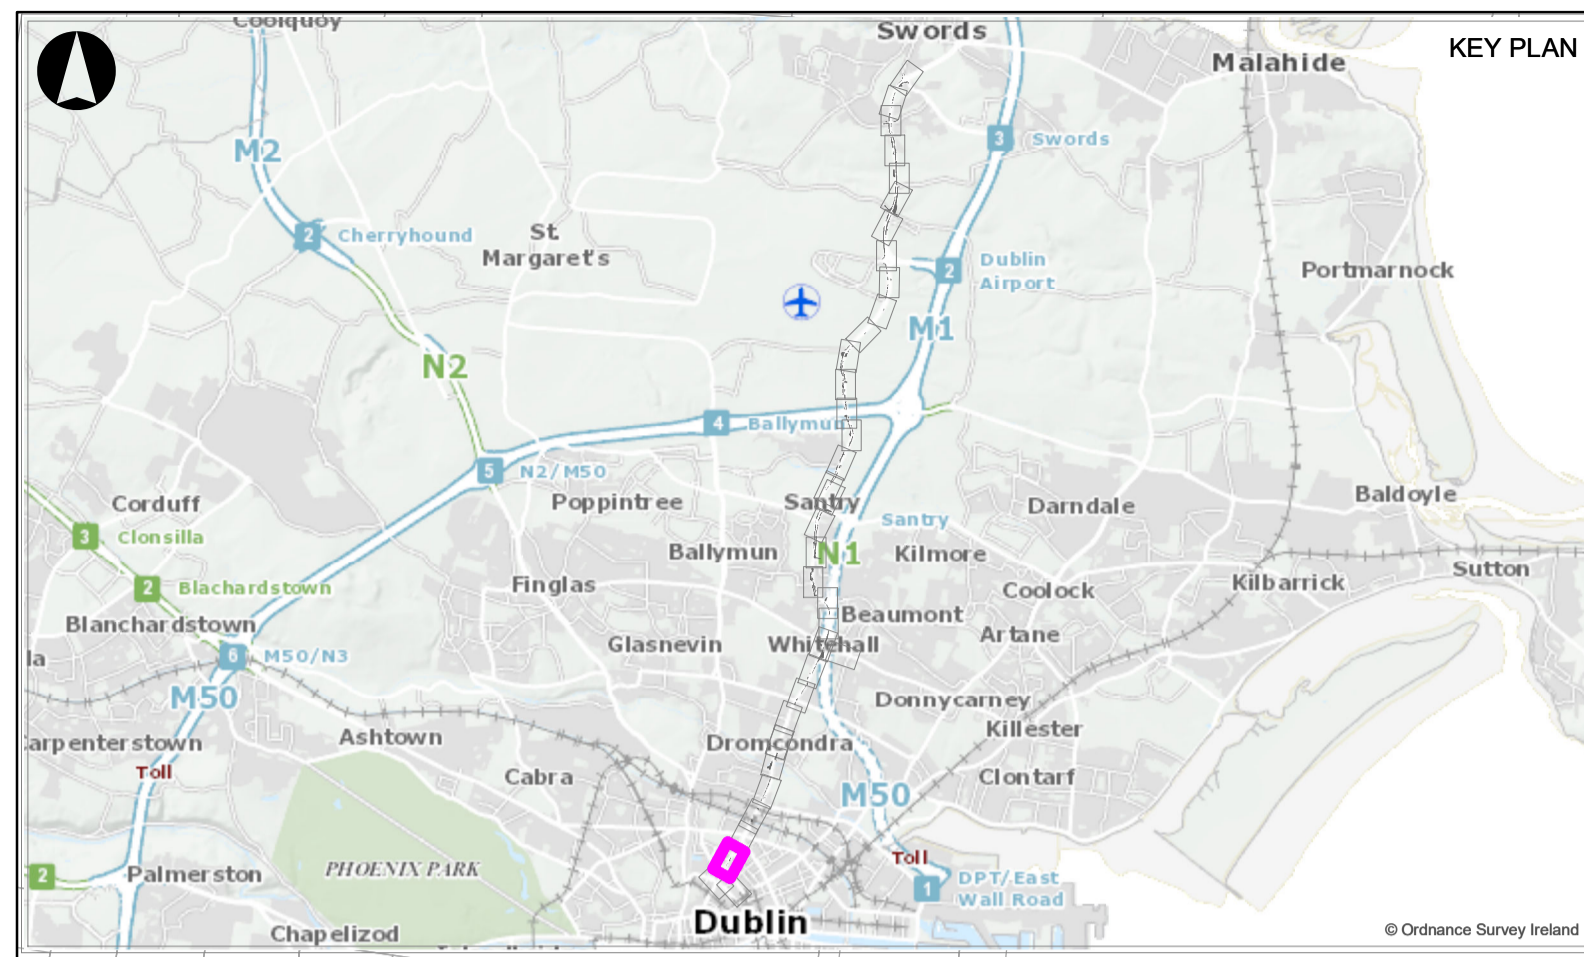 Coolquoy
Swords
KEY PLAN
Malahide
3
Swords
M2
2
Cherryhound
St.
Margaret's
Dublin
2
Airport
Portmarnock
M1
N2
4
Ballymun
5
N2/M50
Corduff
Poppintree
Santry
Darndale
Baldoyle
Santry
3
Clonsilla
Ballymun
N1
Kilmore
Sutton
2
Blachardstown
Finglas
Coolock
Kilbarrick
Blanchardstown
Beaumont
Artane
Glasnevin
Whitehall
la
6
M50/N3
M50
Donnycarney
Killester
arpenterstown
Ashtown
Dromcondra
Toll
Cabra
Clontarf
M50
Toll
2
Palmerston
PHOENIX PARK
1
DPT/East
Wall Road
Dublin
Chapelizod
© Ordnance Survey Ireland